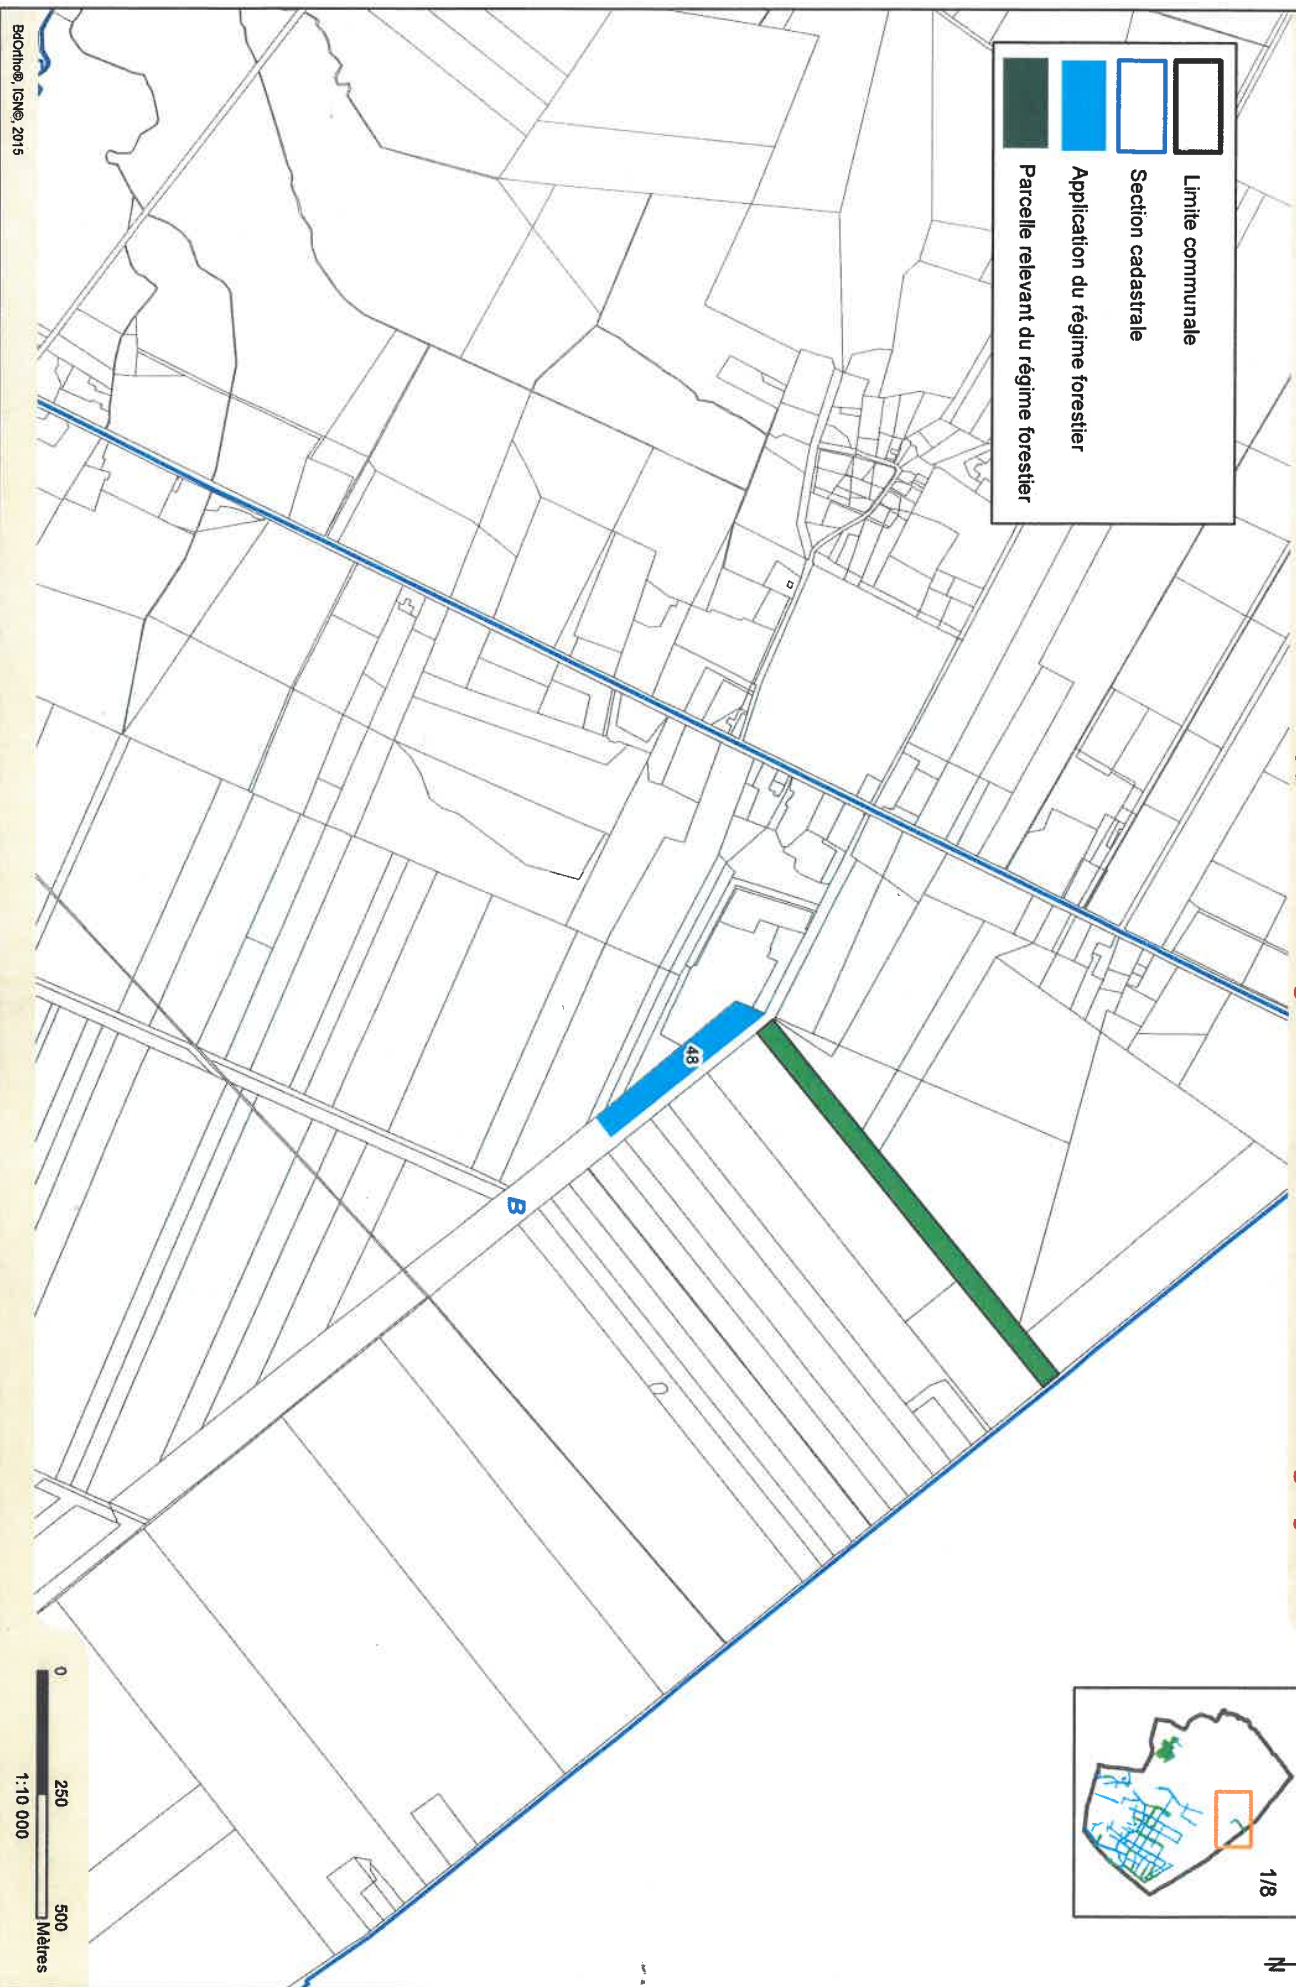 Limite communale
Section cadastrale
Application du régime forestier
Parcelle relevant du régime forestier
1/8
N
48
B
0 250 500
Mètres
1:10 000
BdOrtho®, IGN®, 2015